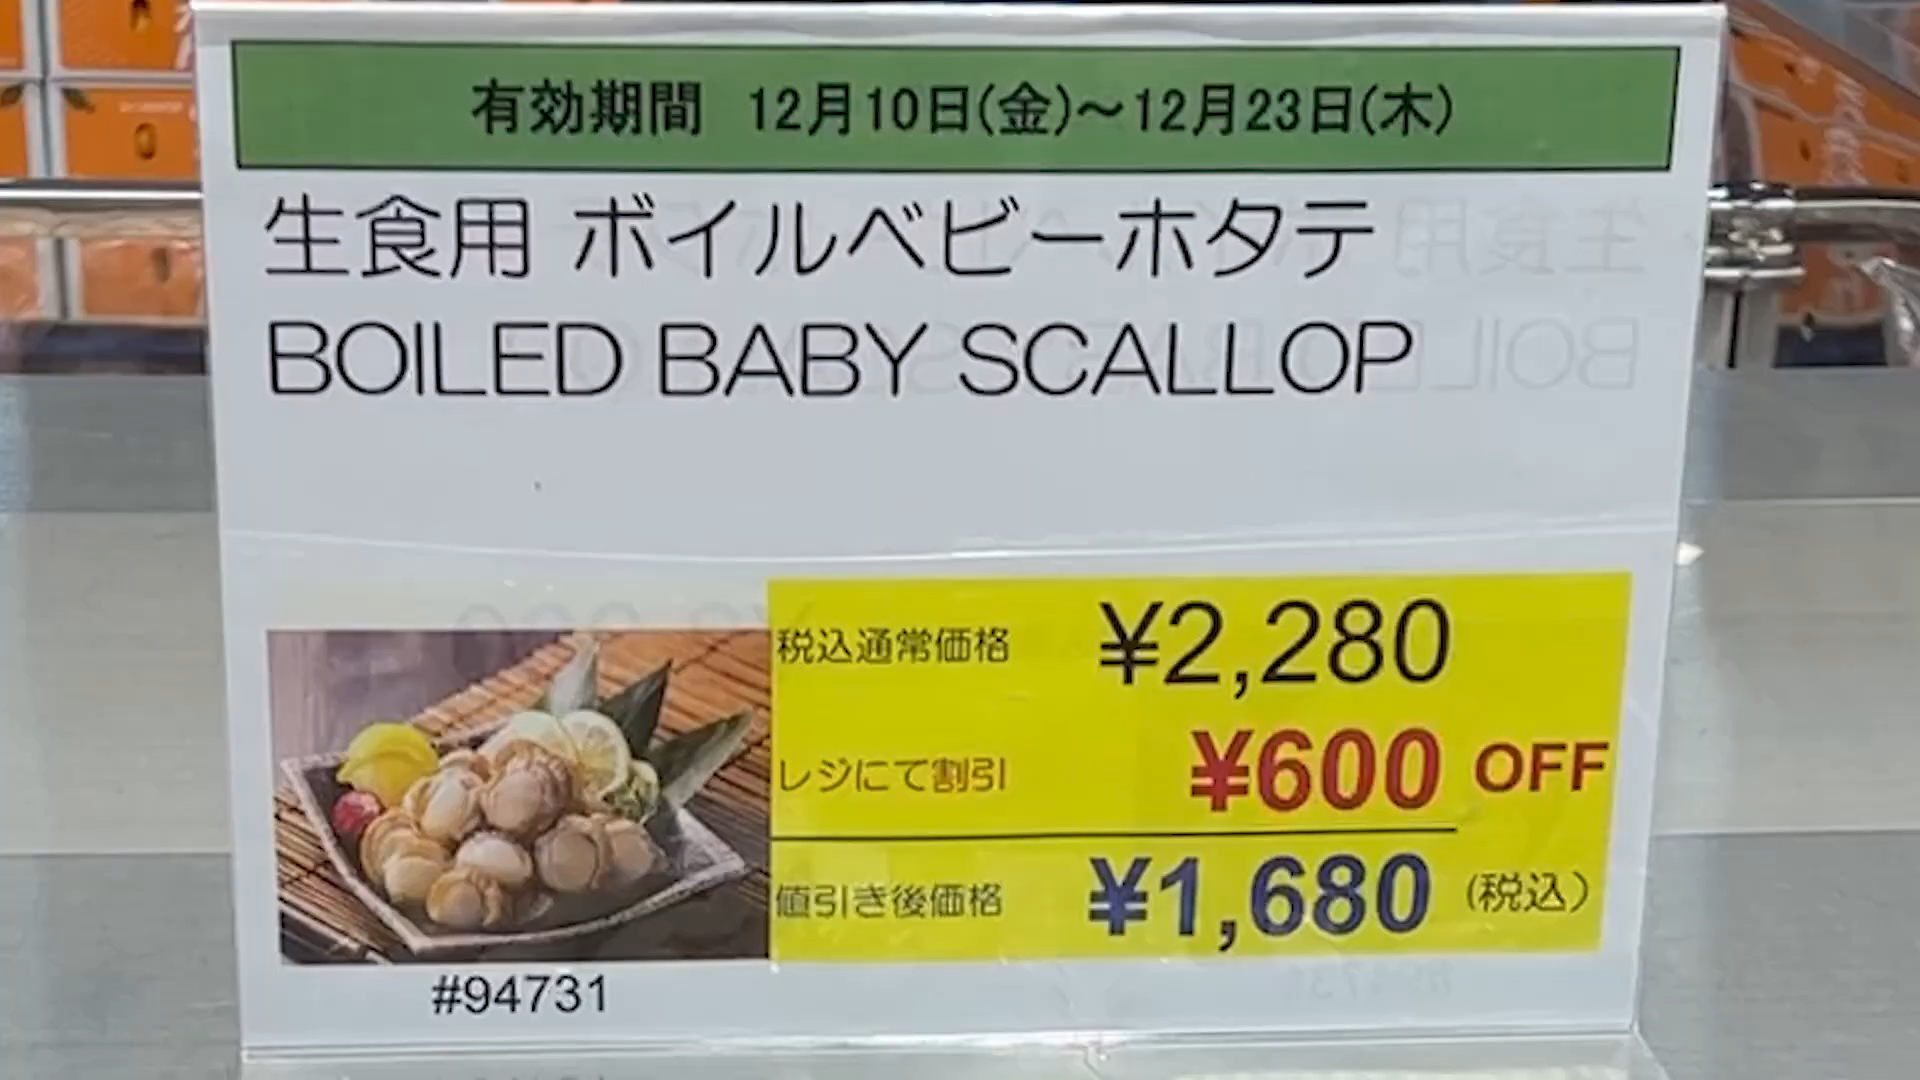 有効期間 12月10日(金)～12月23日(木)
生食用 ボイルベビーホタテ
BOILED BABY SCALLOP
税込通常価格 ¥2,280
レジにて割引 ¥600 OFF
値引き後価格 ¥1,680 (税込)
#94731